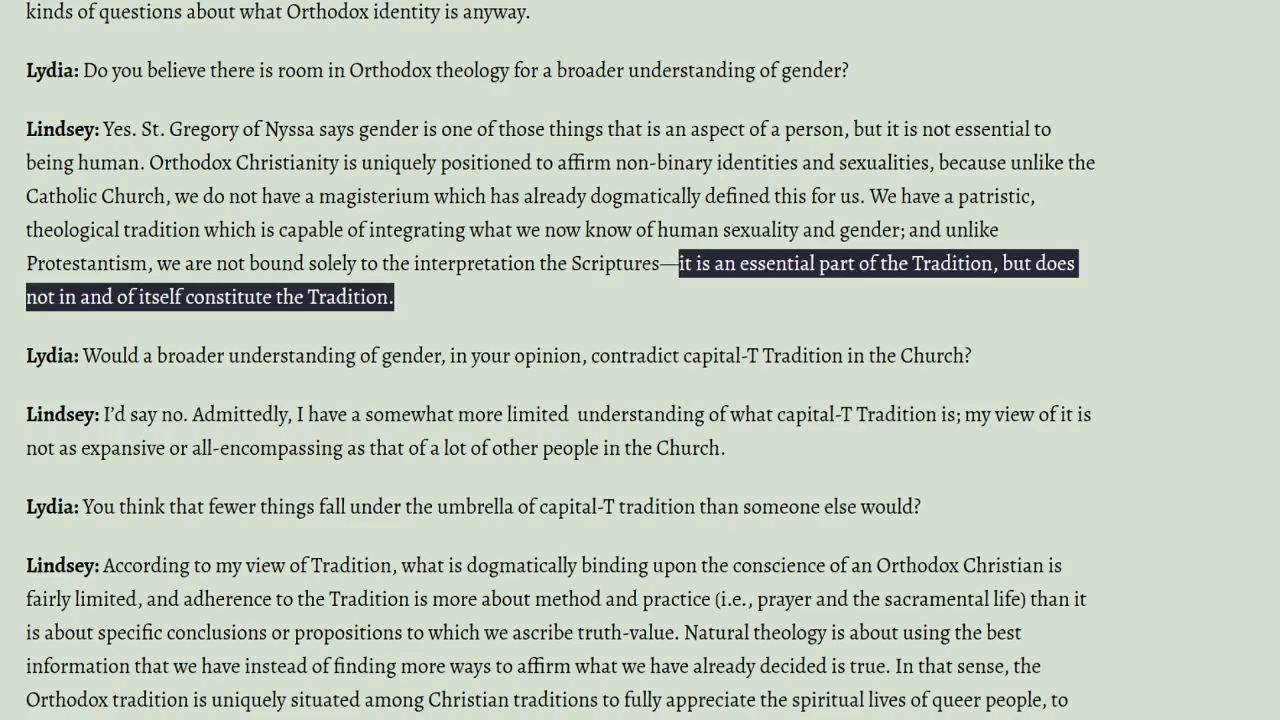 kinds of questions about what Orthodox identity is anyway.
Lydia: Do you believe there is room in Orthodox theology for a broader understanding of gender?
Lindsey: Yes. St. Gregory of Nyssa says gender is one of those things that is an aspect of a person, but it is not essential to
being human. Orthodox Christianity is uniquely positioned to affirm non-binary identities and sexualities, because unlike the
Catholic Church, we do not have a magisterium which has already dogmatically defined this for us. We have a patristic,
theological tradition which is capable of integrating what we now know of human sexuality and gender; and unlike
Protestantism, we are not bound solely to the interpretation the Scriptures—it is an essential part of the Tradition, but does
not in and of itself constitute the Tradition.
Lydia: Would a broader understanding of gender, in your opinion, contradict capital-T Tradition in the Church?
Lindsey: I’d say no. Admittedly, I have a somewhat more limited  understanding of what capital-T Tradition is; my view of it is
not as expansive or all-encompassing as that of a lot of other people in the Church.
Lydia: You think that fewer things fall under the umbrella of capital-T tradition than someone else would?
Lindsey: According to my view of Tradition, what is dogmatically binding upon the conscience of an Orthodox Christian is
fairly limited, and adherence to the Tradition is more about method and practice (i.e., prayer and the sacramental life) than it
is about specific conclusions or propositions to which we ascribe truth-value. Natural theology is about using the best
information that we have instead of finding more ways to affirm what we have already decided is true. In that sense, the
Orthodox tradition is uniquely situated among Christian traditions to fully appreciate the spiritual lives of queer people, to